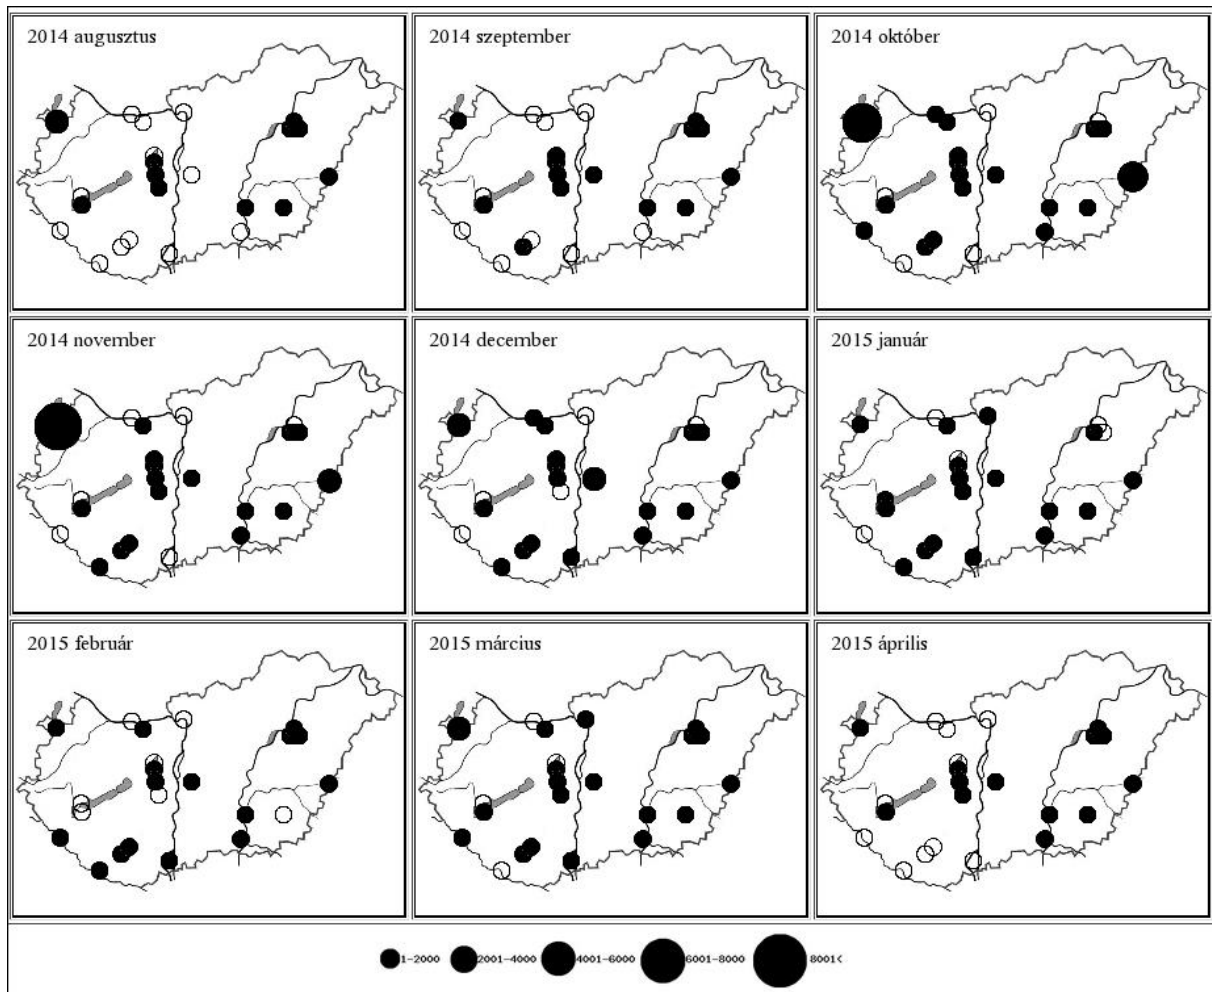 2014 augusztus
2014 szeptember
2014 október
2014 november
2014 december
2015 január
2015 február
2015 március
2015 április
1-2000
2001-4000
4001-6000
6001-8000
8001<